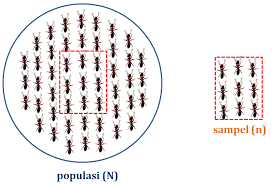 populasi (N)
sampel (n)